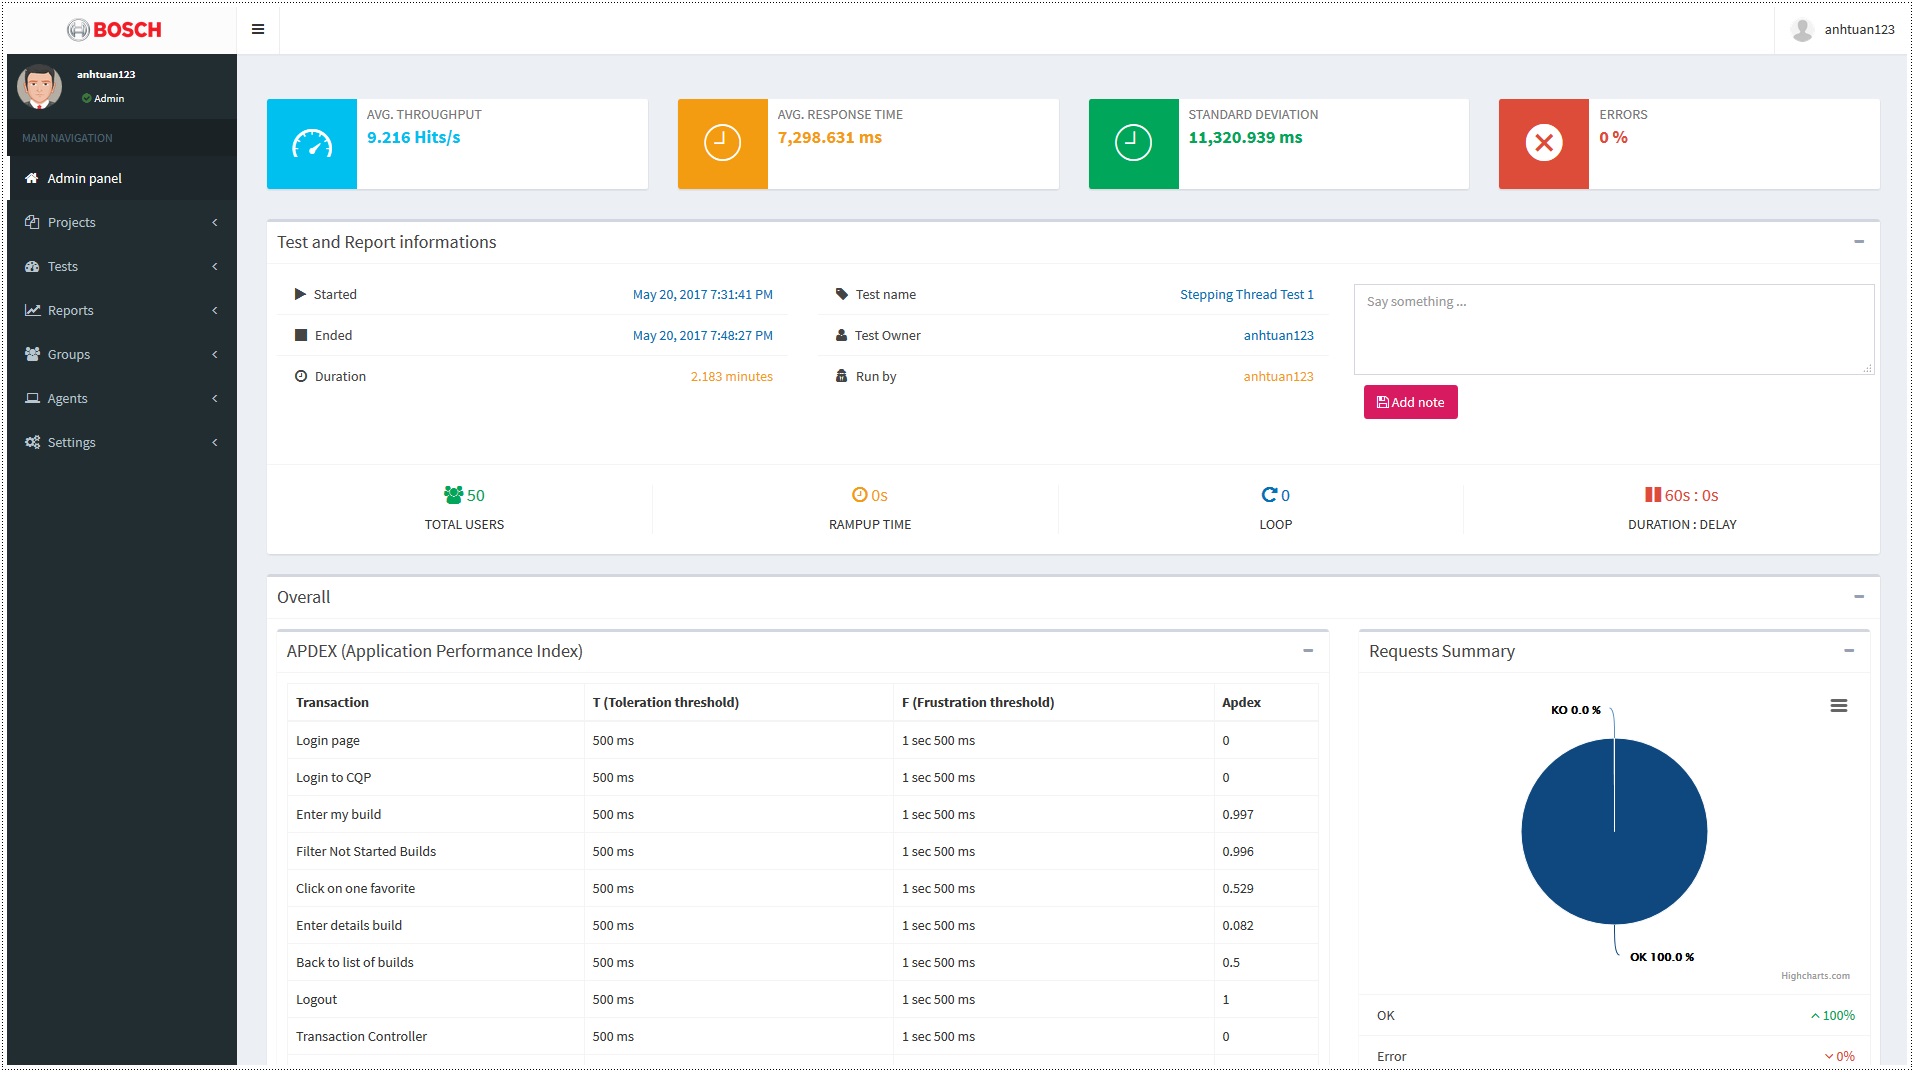 BOSCH
anhtuan123
anhtuan123
Admin
MAIN NAVIGATION
Admin panel
Projects
Tests
Reports
Groups
Agents
Settings
AVG. THROUGHPUT
9.216 Hits/s
AVG. RESPONSE TIME
7,298.631 ms
STANDARD DEVIATION
11,320.939 ms
ERRORS
0 %
Test and Report informations
Started May 20, 2017 7:31:41 PM
Ended May 20, 2017 7:48:27 PM
Duration 2.183 minutes
Test name Stepping Thread Test 1
Test Owner anhtuan123
Run by anhtuan123
Say something ...
Add note
50
TOTAL USERS
0s
RAMPUP TIME
0
LOOP
60s : 0s
DURATION : DELAY
Overall
APDEX (Application Performance Index)
Transaction T (Toleration threshold) F (Frustration threshold) Apdex
Login page 500 ms 1 sec 500 ms 0
Login to CQP 500 ms 1 sec 500 ms 0
Enter my build 500 ms 1 sec 500 ms 0.997
Filter Not Started Builds 500 ms 1 sec 500 ms 0.996
Click on one favorite 500 ms 1 sec 500 ms 0.529
Enter details build 500 ms 1 sec 500 ms 0.082
Back to list of builds 500 ms 1 sec 500 ms 0.5
Logout 500 ms 1 sec 500 ms 1
Transaction Controller 500 ms 1 sec 500 ms 0
Requests Summary
KO 0.0 %
OK 100.0 %
Highcharts.com
OK 100%
Error 0%